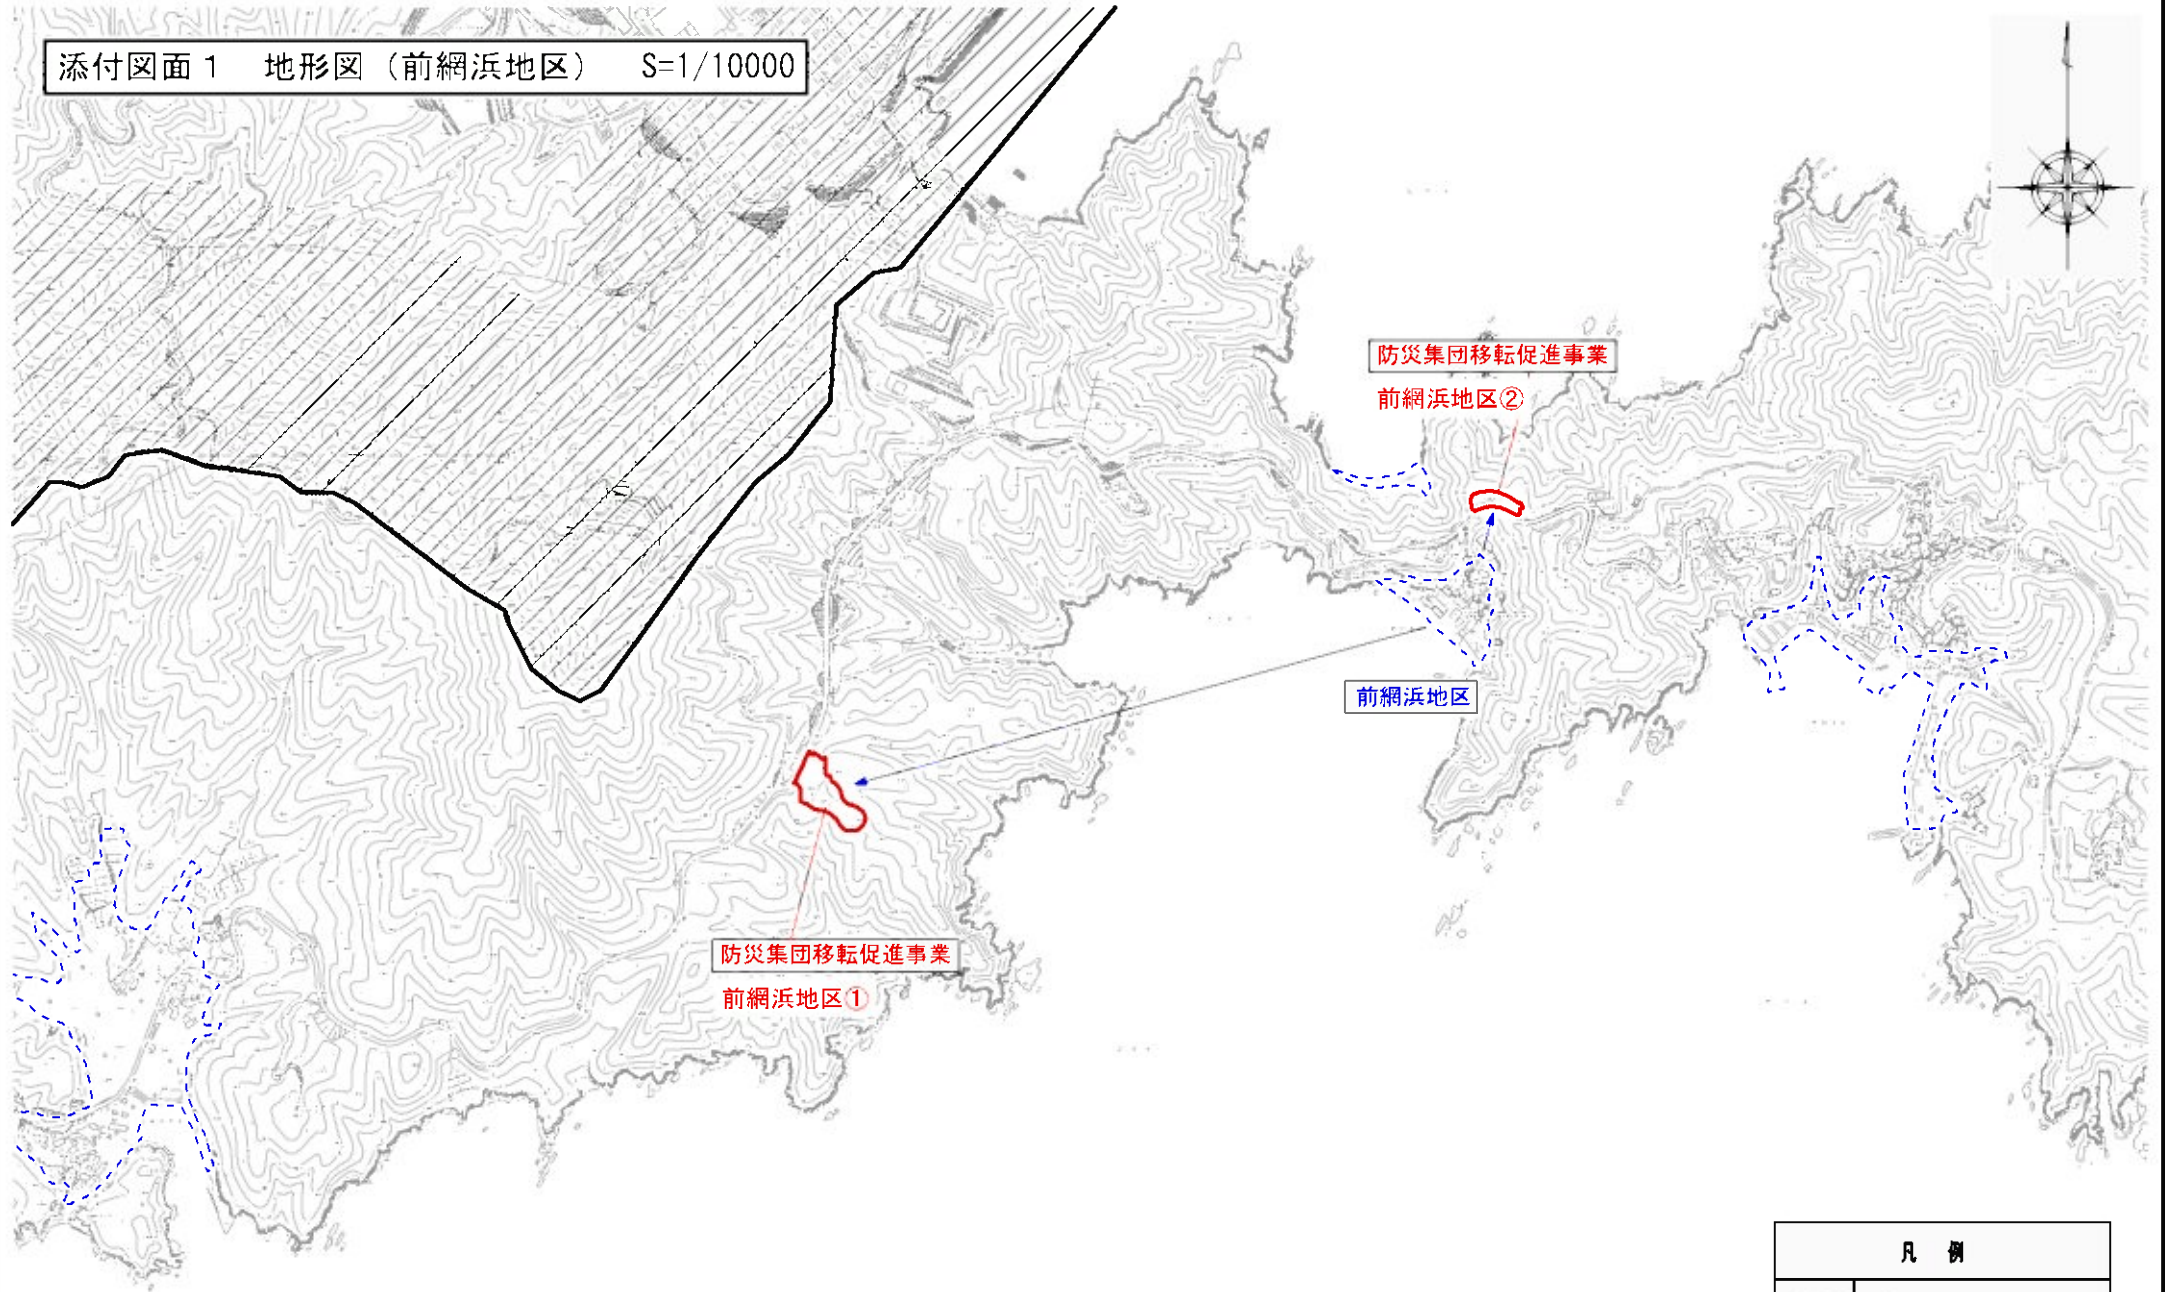 添付図面1　地形図（前網浜地区）　S=1/10000
防災集団移転促進事業
前網浜地区②
前網浜地区
防災集団移転促進事業
前網浜地区①
凡 例